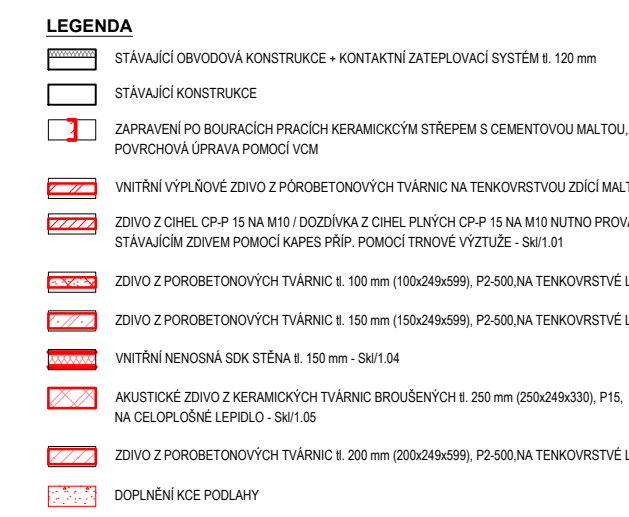 LEGENDA
STÁVAJÍCÍ OBVODOVÁ KONSTRUKCE + KONTAKTNÍ ZATEPLOVACÍ SYSTÉM tl. 120 mm
STÁVAJÍCÍ KONSTRUKCE
ZAPRAVENÍ PO BOURACÍCH PRACÍCH KERAMICKCÝM STŘEPEM S CEMENTOVOU MALTOU,
POVRCHOVÁ ÚPRAVA POMOCÍ VCM
VNITŘNÍ VÝPLŇOVÉ ZDIVO Z PÓROBETONOVÝCH TVÁRNIC NA TENKOVRSTVOU ZDÍCÍ MALT
ZDIVO Z CIHEL CP-P 15 NA M10 / DOZDÍVKA Z CIHEL PLNÝCH CP-P 15 NA M10 NUTNO PROVÁ
STÁVAJÍCÍM ZDIVEM POMOCÍ KAPES PŘÍP. POMOCÍ TRNOVÉ VÝZTUŽE - Skl/1.01
ZDIVO Z POROBETONOVÝCH TVÁRNIC tl. 100 mm (100x249x599), P2-500,NA TENKOVRSTVÉ L
ZDIVO Z POROBETONOVÝCH TVÁRNIC tl. 150 mm (150x249x599), P2-500,NA TENKOVRSTVÉ L
VNITŘNÍ NENOSNÁ SDK STĚNA tl. 150 mm - Skl/1.04
AKUSTICKÉ ZDIVO Z KERAMICKÝCH TVÁRNIC BROUŠENÝCH tl. 250 mm (250x249x330), P15,
NA CELOPLOŠNÉ LEPIDLO - Skl/1.05
ZDIVO Z POROBETONOVÝCH TVÁRNIC tl. 200 mm (200x249x599), P2-500,NA TENKOVRSTVÉ L
DOPLNĚNÍ KCE PODLAHY